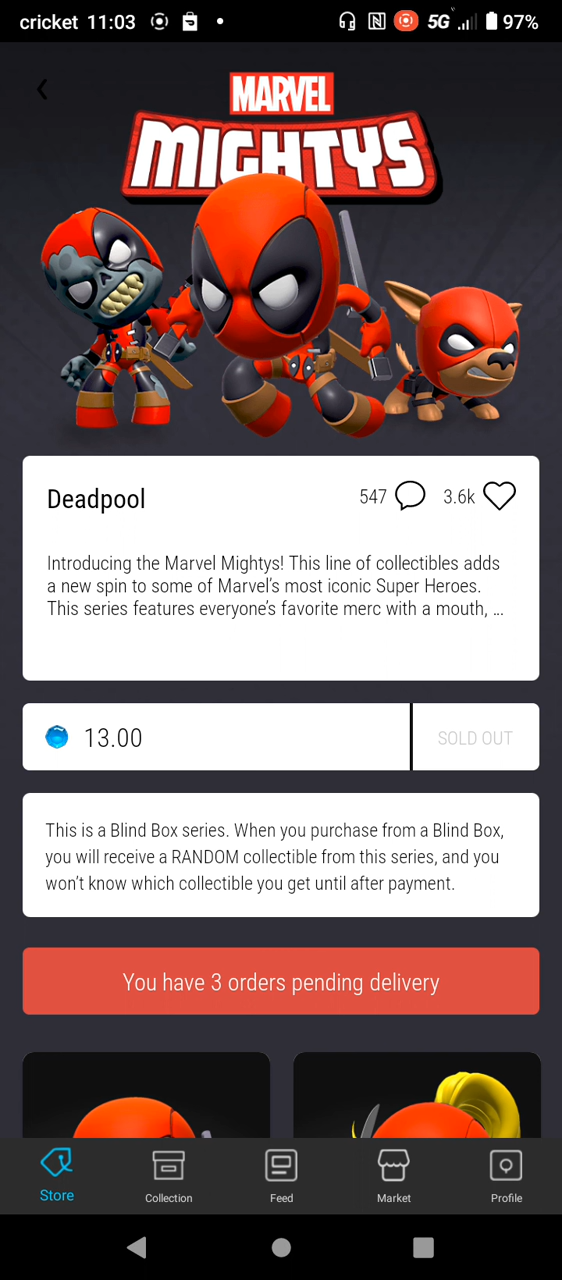 cricket 11:03 5G 97%
MARVEL
MIGHTYS
Deadpool 547 3.6k
Introducing the Marvel Mightys! This line of collectibles adds
a new spin to some of Marvel's most iconic Super Heroes.
This series features everyone's favorite merc with a mouth, ...
13.00 SOLD OUT
This is a Blind Box series. When you purchase from a Blind Box,
you will receive a RANDOM collectible from this series, and you
won't know which collectible you get until after payment.
You have 3 orders pending delivery
Store Collection Feed Market Profile